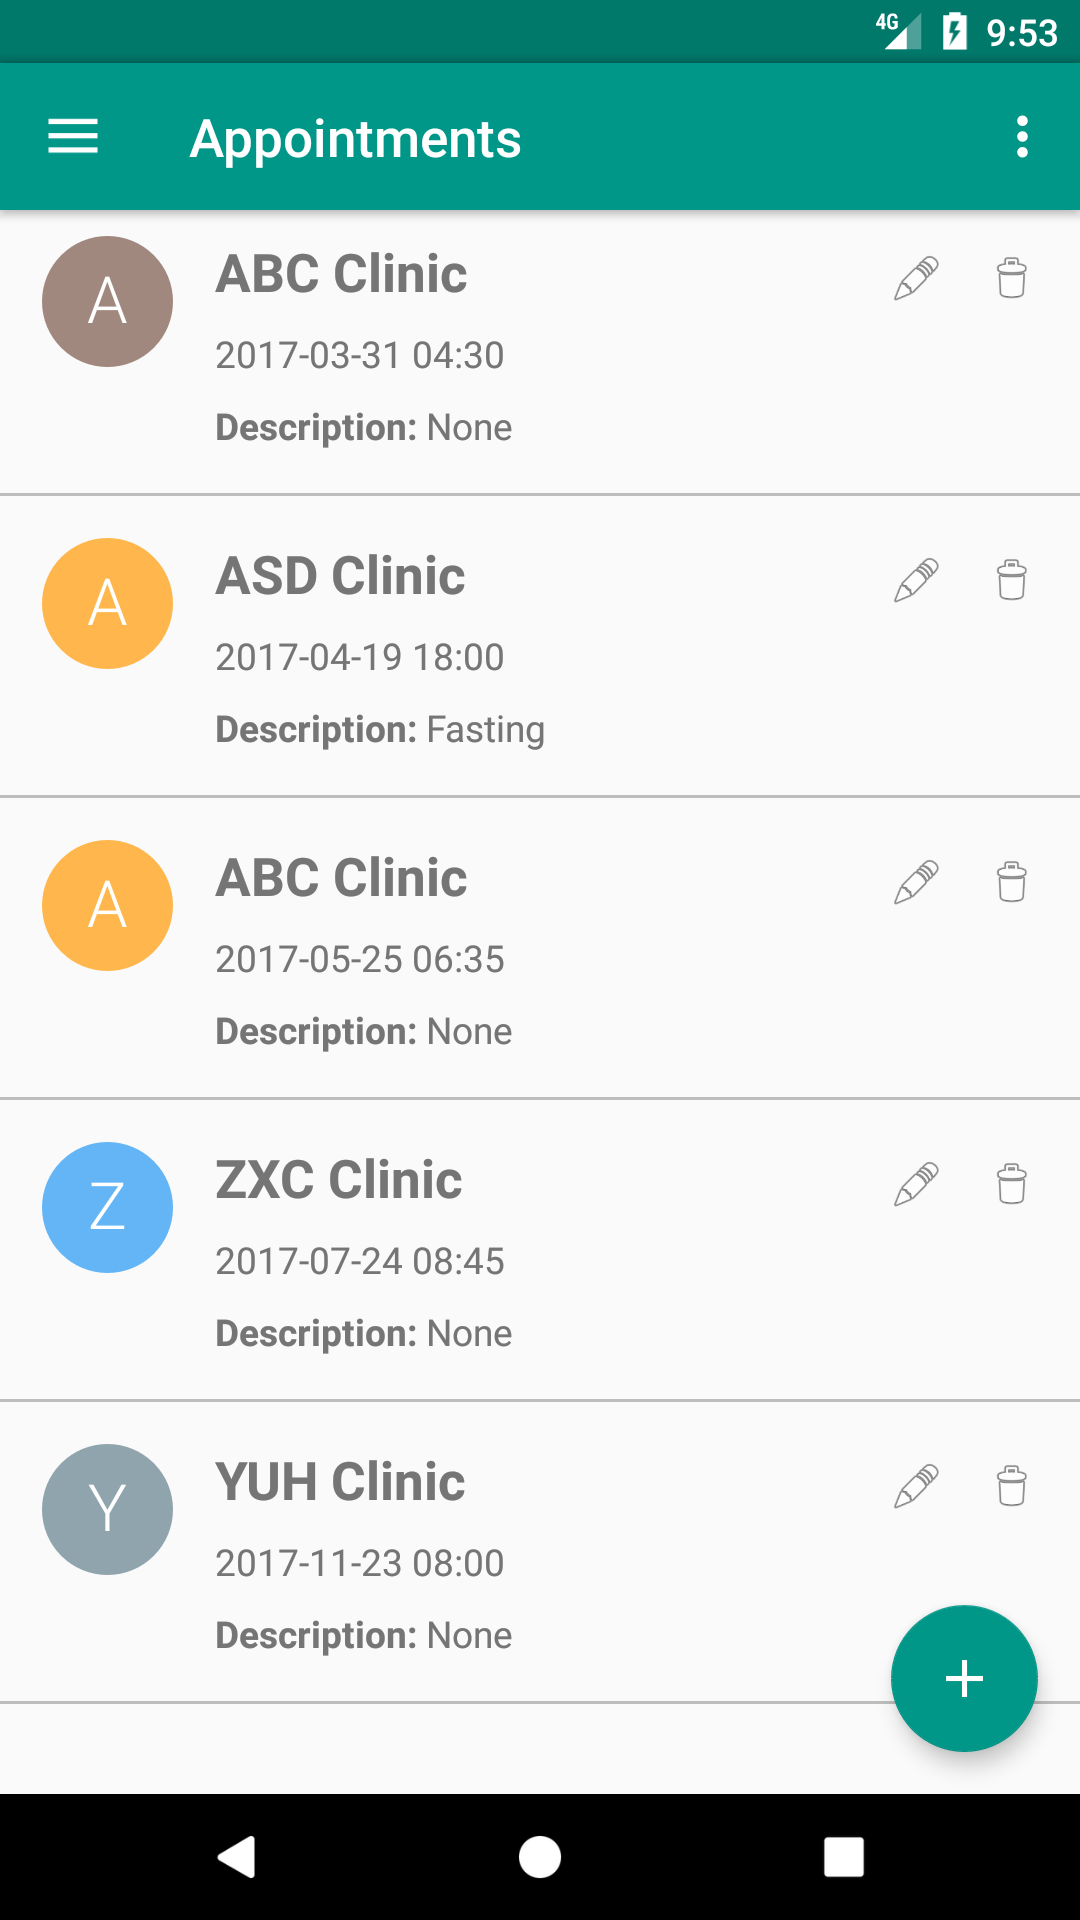 4G 9:53
Appointments
A ABC Clinic
2017-03-31 04:30
Description: None
A ASD Clinic
2017-04-19 18:00
Description: Fasting
A ABC Clinic
2017-05-25 06:35
Description: None
Z ZXC Clinic
2017-07-24 08:45
Description: None
Y YUH Clinic
2017-11-23 08:00
Description: None